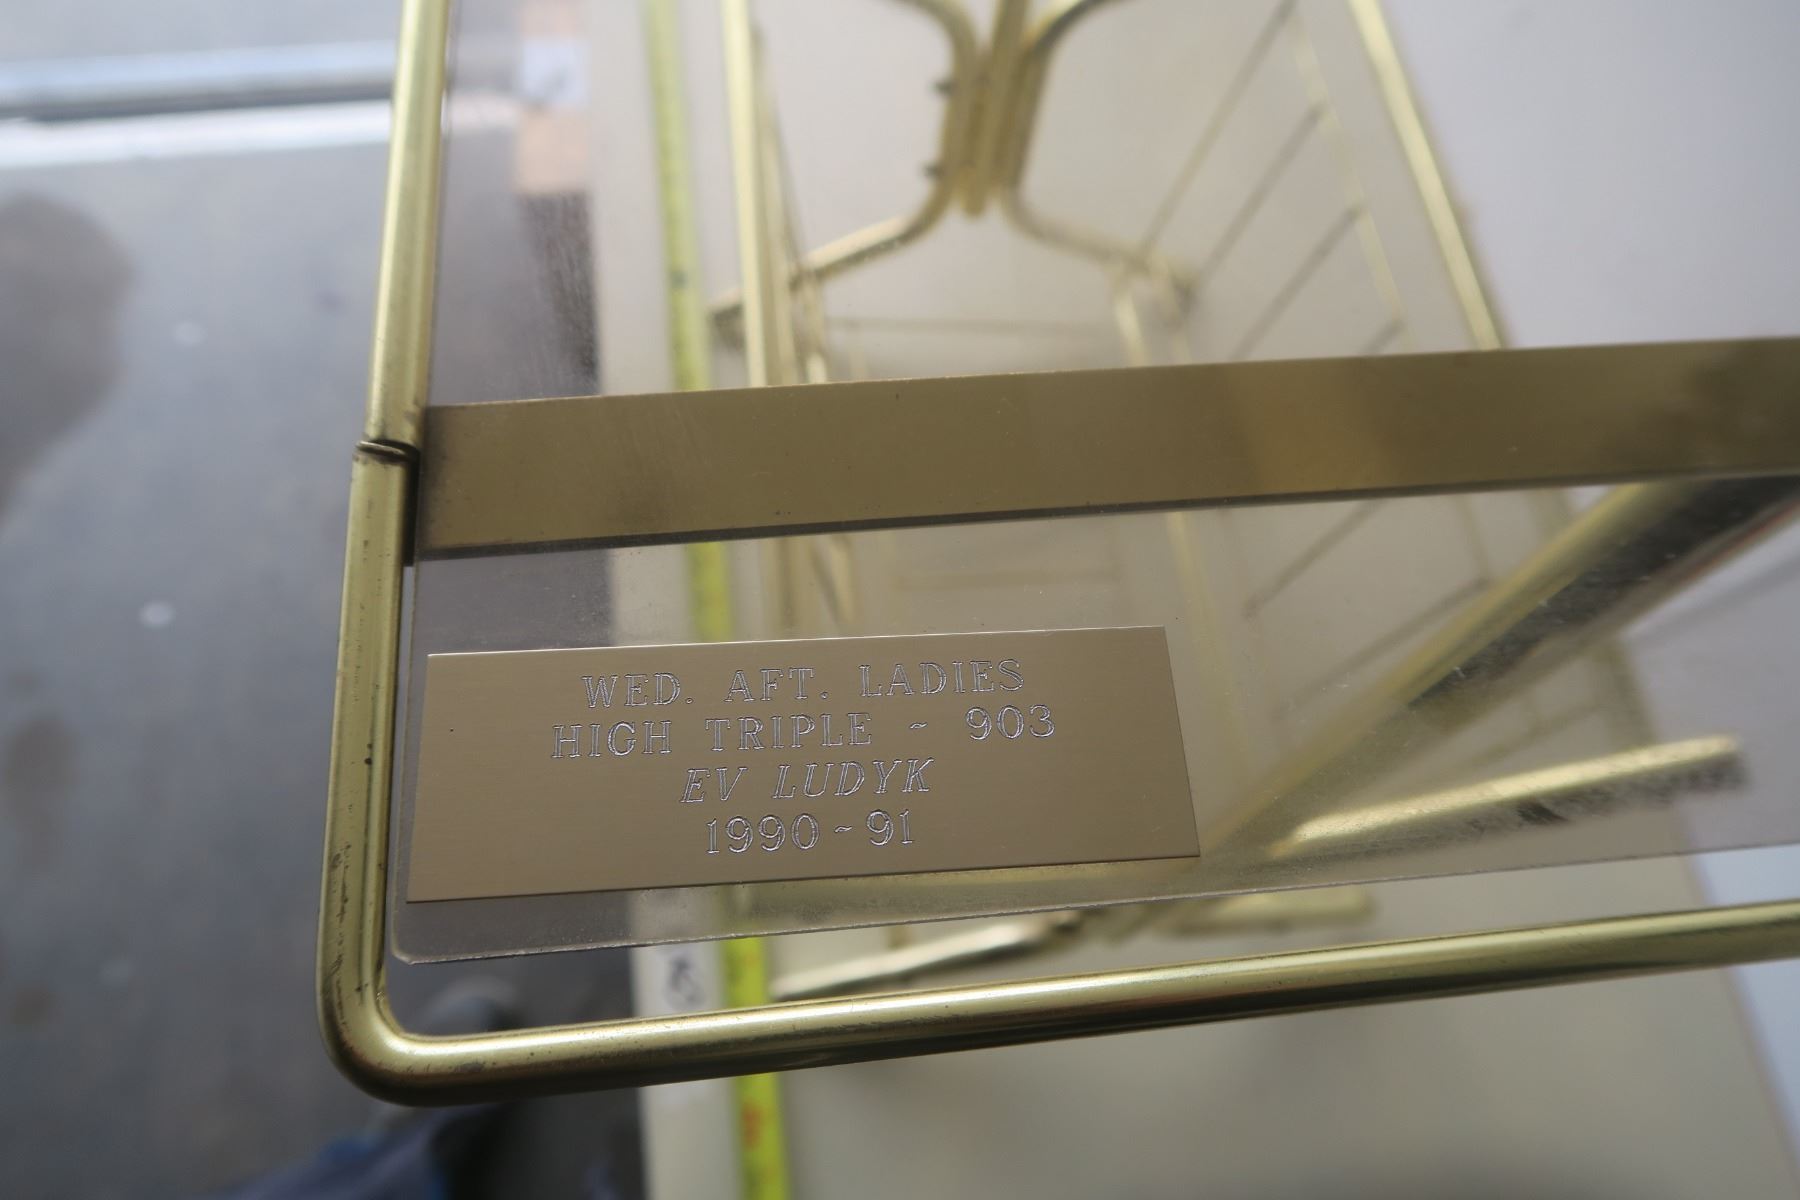 WED. AFT. LADIES
HIGH TRIPLE ~ 903
EV LUDYK
1990 ~ 91